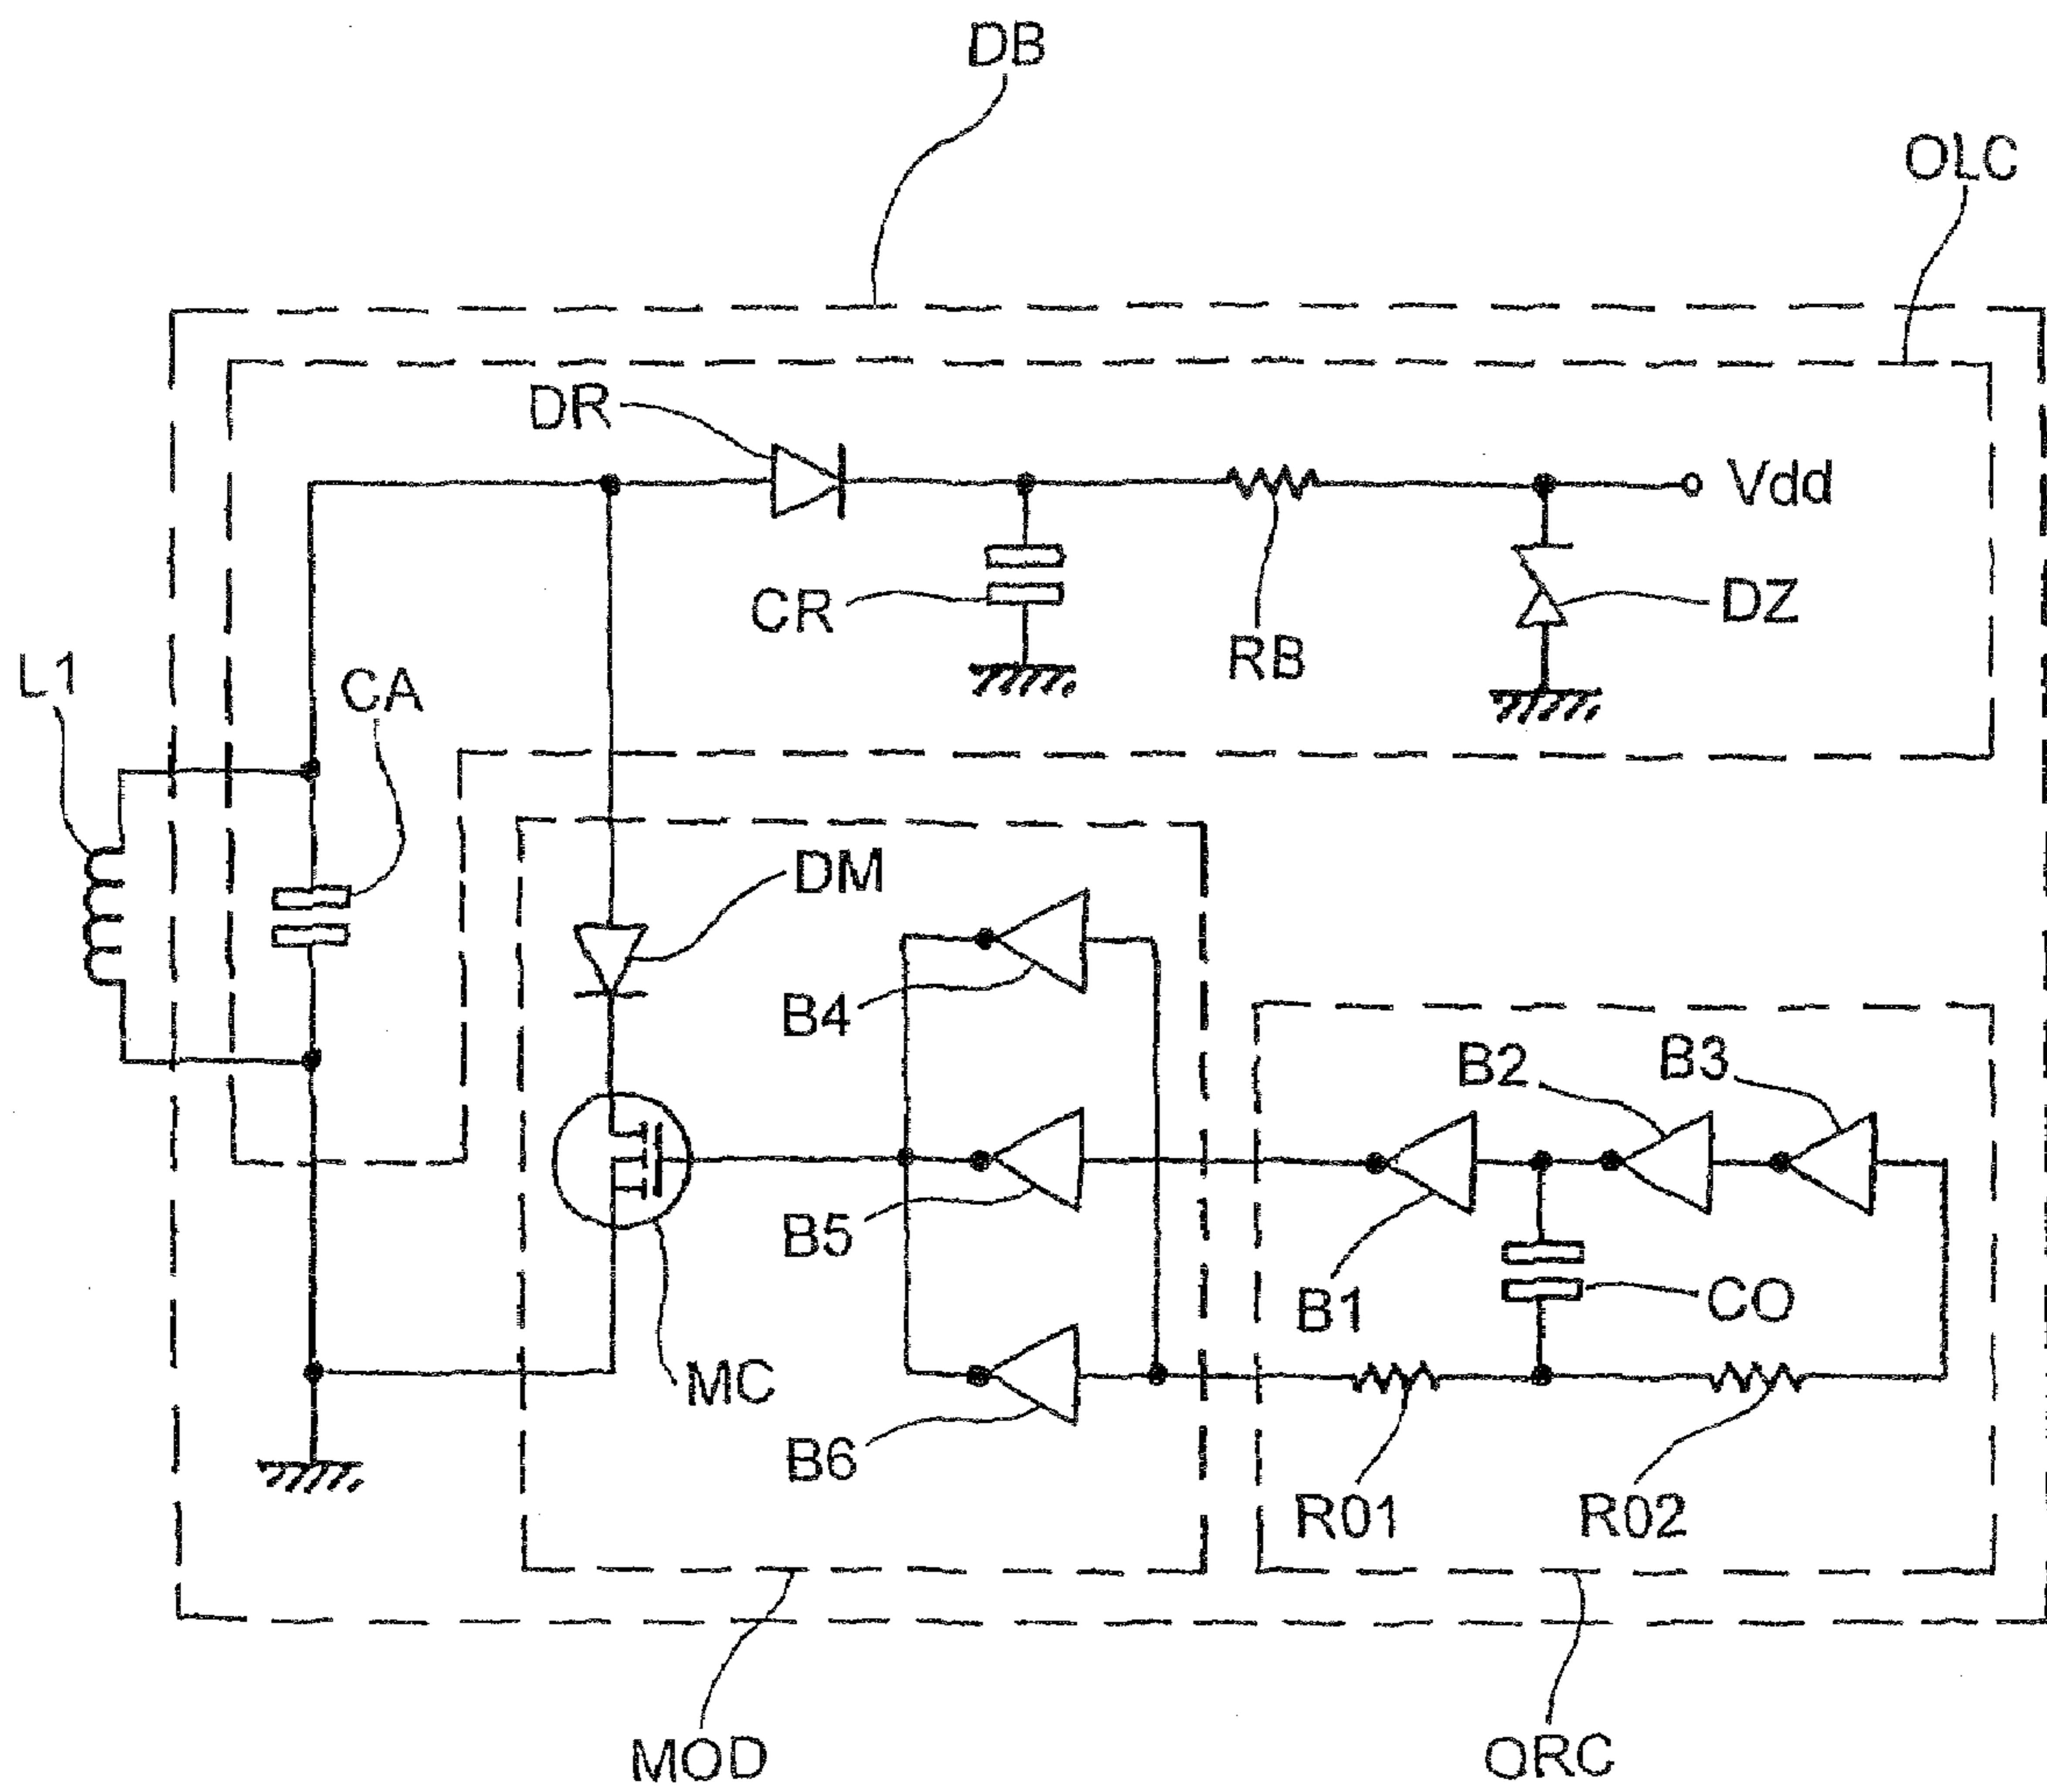 DB
OLC
DR
Vdd
CR
RB
DZ
L1
CA
DM
B4
B2
B3
B5
B1
CO
MC
B6
R01
R02
MOD
ORC